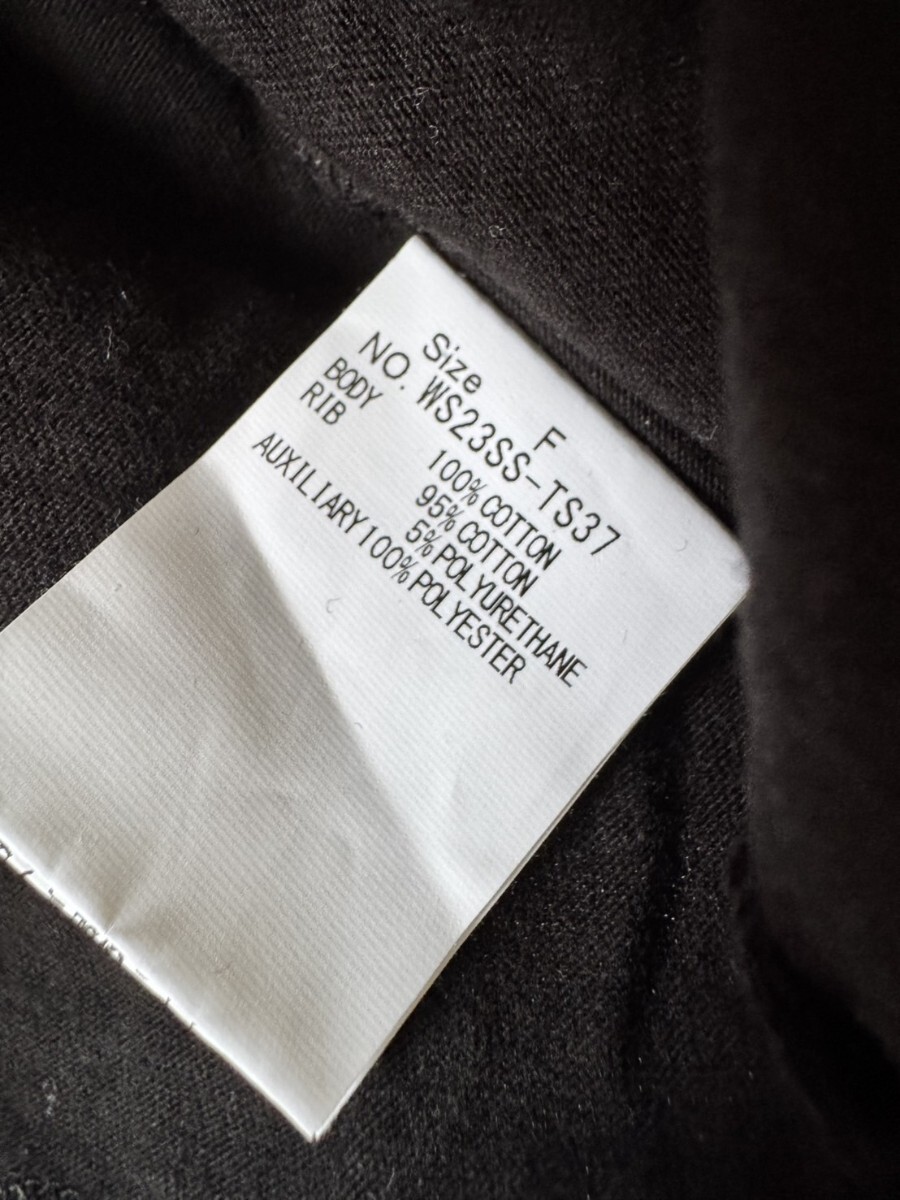 Size F
NO. WS23SS-TS37
BODY 100% COTTON
RIB 95% COTTON
5% POLYURETHANE
AUXILIARY 100% POLYESTER